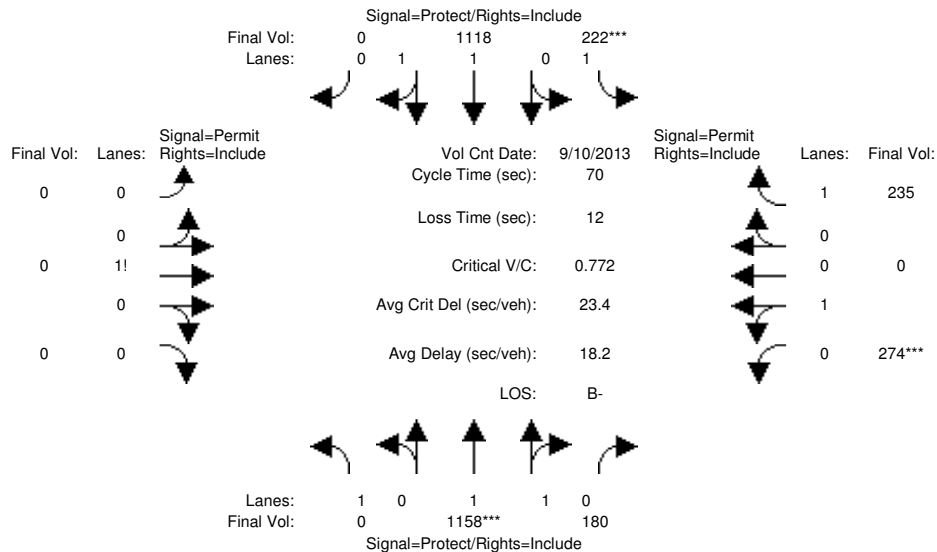 Signal=Protect/Rights=Include
Final Vol: 0 1118 222***
Lanes: 0 1 1 0 1
Signal=Permit
Final Vol: Lanes: Rights=Include
Vol Cnt Date: 9/10/2013
Signal=Permit
Rights=Include Lanes: Final Vol:
Cycle Time (sec): 70
0 0
1 235
Loss Time (sec): 12
0
0
0 1!
Critical V/C: 0.772
0 0
0
Avg Crit Del (sec/veh): 23.4
1
0 0
Avg Delay (sec/veh): 18.2
0 274***
LOS: B-
Lanes: 1 0 1 1 0
Final Vol: 0 1158*** 180
Signal=Protect/Rights=Include